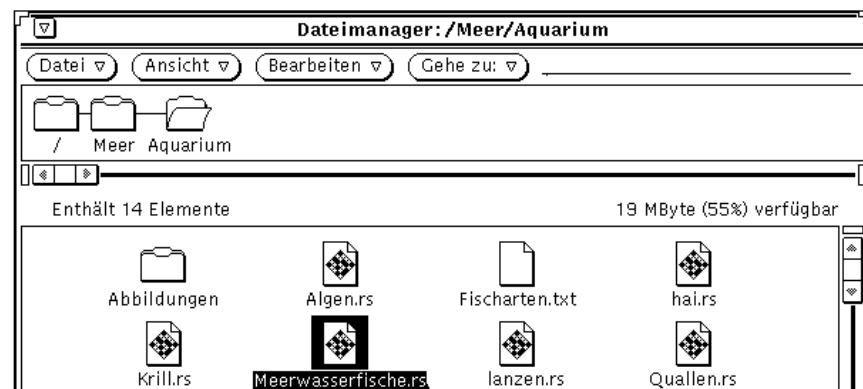 Dateimanager:/Meer/Aquarium
Datei Ansicht Bearbeiten Gehe zu:
/ Meer Aquarium
Enthält 14 Elemente 19 MByte (55%) verfügbar
Abbildungen Algen.rs Fischarten.txt hai.rs
Krill.rs Meerwasserfische.rs lanzen.rs Quallen.rs